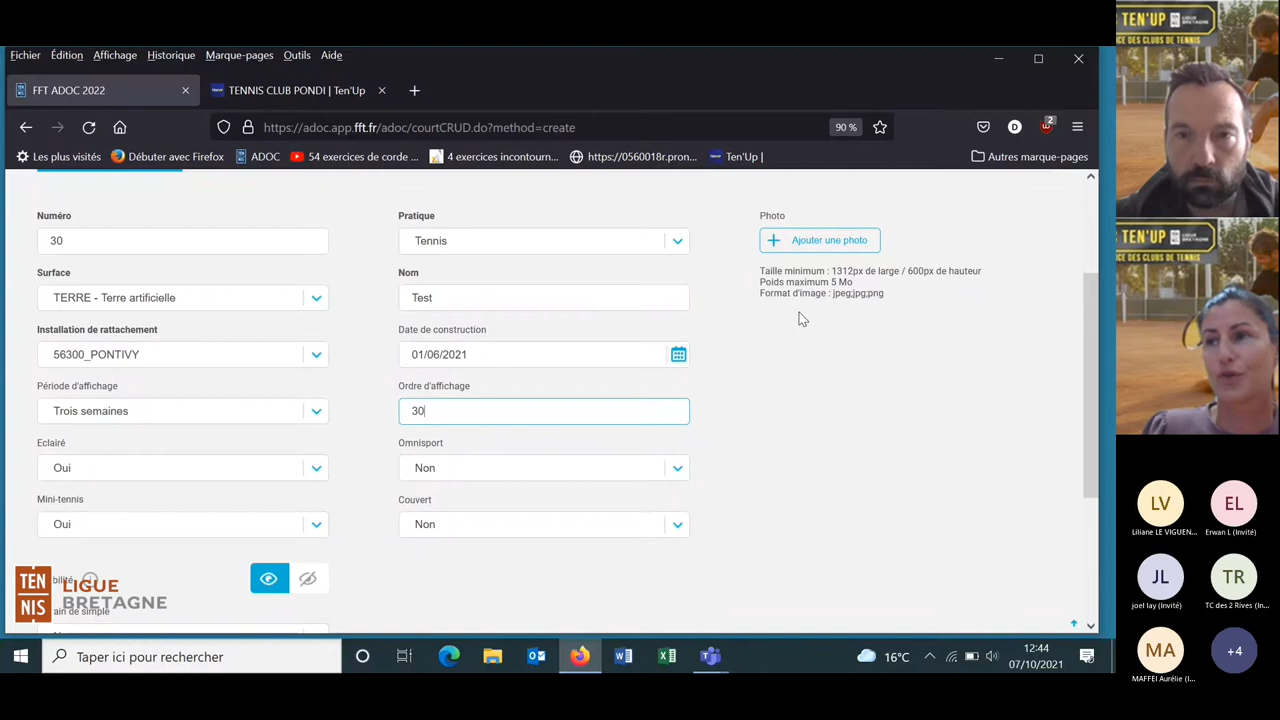 Fichier Édition Affichage Historique Marque-pages Outils Aide
FFT ADOC 2022
TENNIS CLUB PONDI | Ten'Up
https://adoc.app.fft.fr/adoc/courtCRUD.do?method=create
90 %
D
2
Les plus visités
Débuter avec Firefox
ADOC
54 exercices de corde ...
4 exercices incontourn...
https://0560018r.pron...
Ten'Up |
Autres marque-pages
Numéro
30
Pratique
Tennis
Photo
Ajouter une photo
Taille minimum : 1312px de large / 600px de hauteur
Poids maximum 5 Mo
Format d'image : jpeg;jpg;png
Surface
TERRE - Terre artificielle
Nom
Test
Installation de rattachement
56300_PONTIVY
Date de construction
01/06/2021
Période d'affichage
Trois semaines
Ordre d'affichage
30
Eclairé
Oui
Omnisport
Non
Mini-tennis
Oui
Couvert
Non
TEN
NIS
LIGUE
BRETAGNE
ain de simple
Taper ici pour rechercher
16°C
12:44
07/10/2021
TEN'UP
LIGUE
BRETAGNE
CE DES CLUBS DE TENNIS
TEN'UP
LIGUE
BRETAGNE
ICE DES CLUBS DE TENNIS
LV
Liliane LE VIGUEN...
EL
Erwan L (Invité)
JL
joel lay (Invité)
TR
TC des 2 Rives (In...
MA
MAFFEI Aurélie (I...
+4